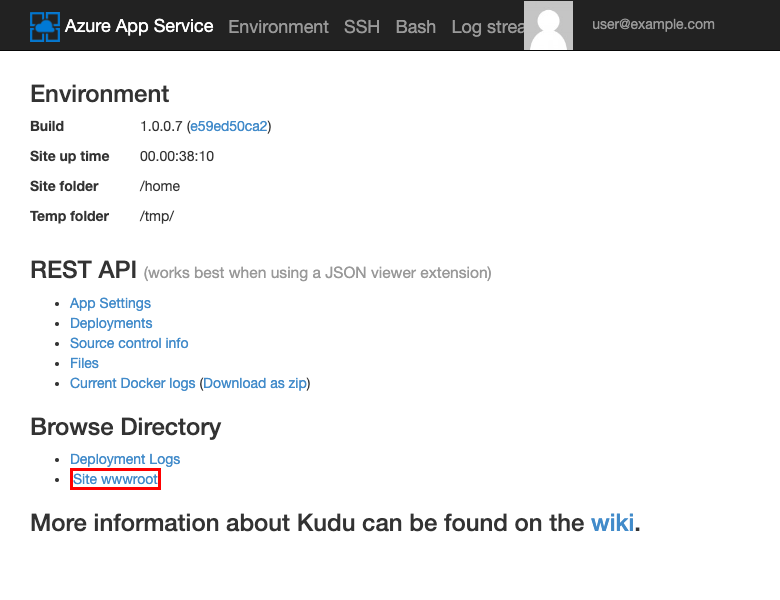 Azure App Service Environment SSH Bash Log strea user@example.com
Environment
Build 1.0.0.7 (e59ed50ca2)
Site up time 00.00:38:10
Site folder /home
Temp folder /tmp/
REST API (works best when using a JSON viewer extension)
App Settings
Deployments
Source control info
Files
Current Docker logs (Download as zip)
Browse Directory
Deployment Logs
Site wwwroot
More information about Kudu can be found on the wiki.